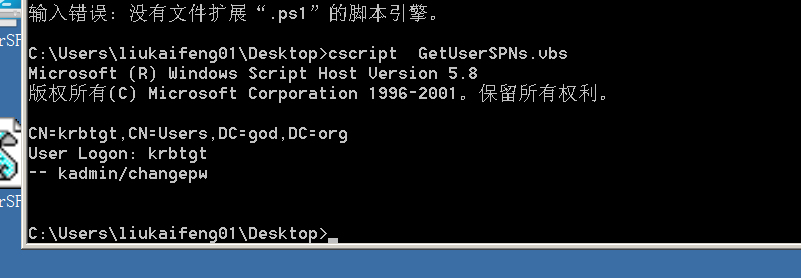 输入错误: 没有文件扩展“.ps1”的脚本引擎。
C:\Users\liukaifeng01\Desktop>cscript  GetUserSPNs.vbs
Microsoft (R) Windows Script Host Version 5.8
版权所有(C) Microsoft Corporation 1996-2001。保留所有权利。
CN=krbtgt,CN=Users,DC=god,DC=org
User Logon: krbtgt
-- kadmin/changepw
C:\Users\liukaifeng01\Desktop>_